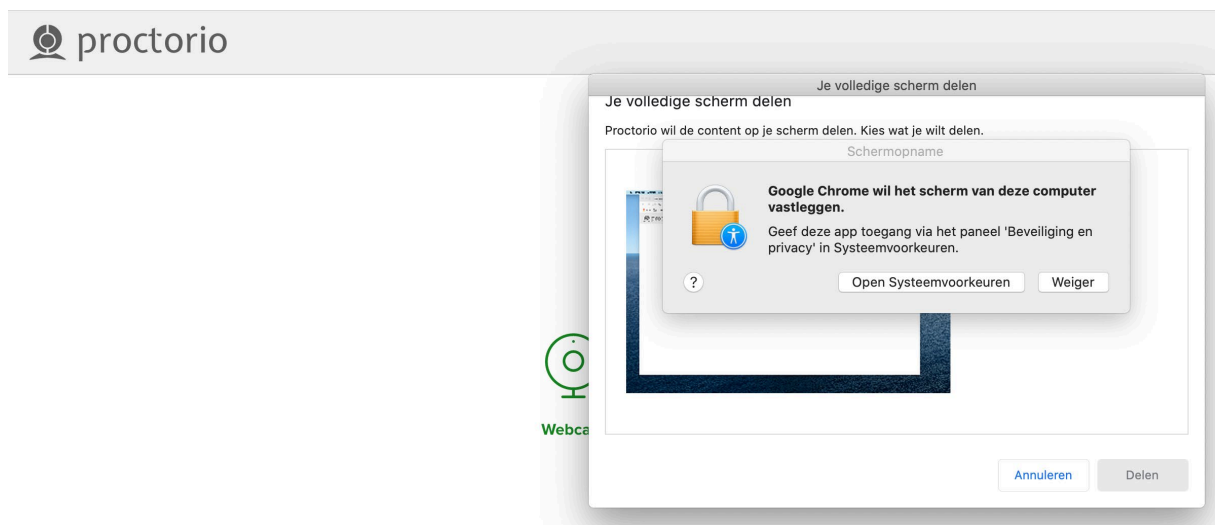 proctorio
Je volledige scherm delen
Je volledige scherm delen
Proctorio wil de content op je scherm delen. Kies wat je wilt delen.
Schermopname
Google Chrome wil het scherm van deze computer
vastleggen.
Geef deze app toegang via het paneel 'Beveiliging en
privacy' in Systeemvoorkeuren.
?
Open Systeemvoorkeuren
Weiger
Webca
Annuleren
Delen